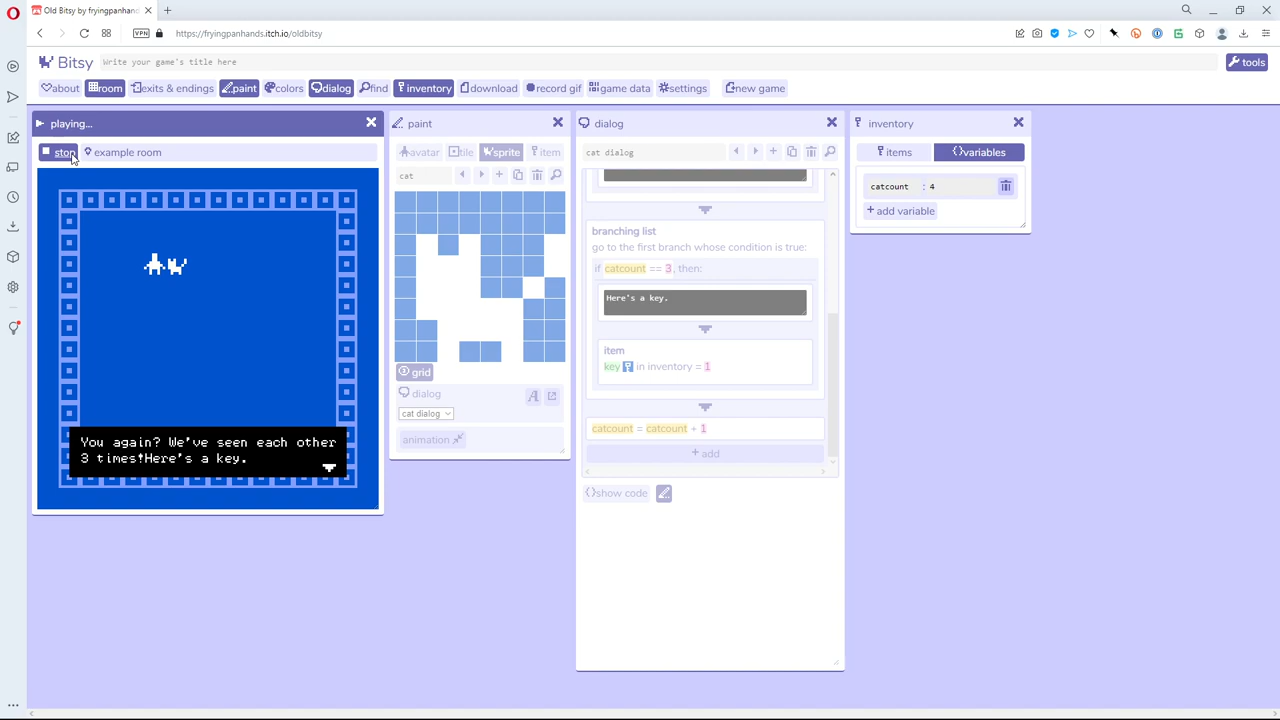 Old Bitsy by fryingpanhand
VPN
https://fryingpanhands.itch.io/oldbitsy
Bitsy
Write your game's title here
tools
about
room
exits & endings
paint
colors
dialog
find
inventory
download
record gif
game data
settings
new game
playing...
stop
example room
You again? We've seen each other
3 times!Here's a key.
paint
avatar
tile
sprite
item
cat
grid
dialog
cat dialog
animation
dialog
cat dialog
branching list
go to the first branch whose condition is true:
if catcount == 3, then:
Here's a key.
item
key in inventory = 1
catcount = catcount + 1
+ add
show code
inventory
items
variables
catcount : 4
+ add variable